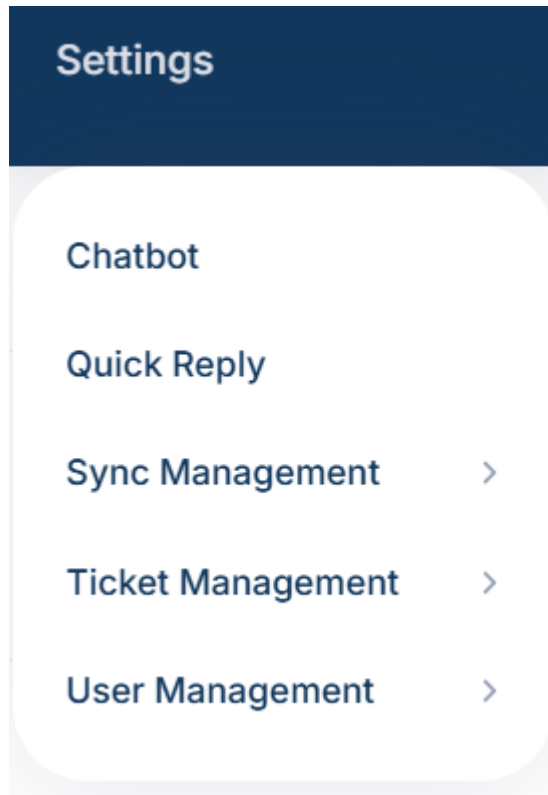 Settings
Chatbot
Quick Reply
Sync Management
Ticket Management
User Management